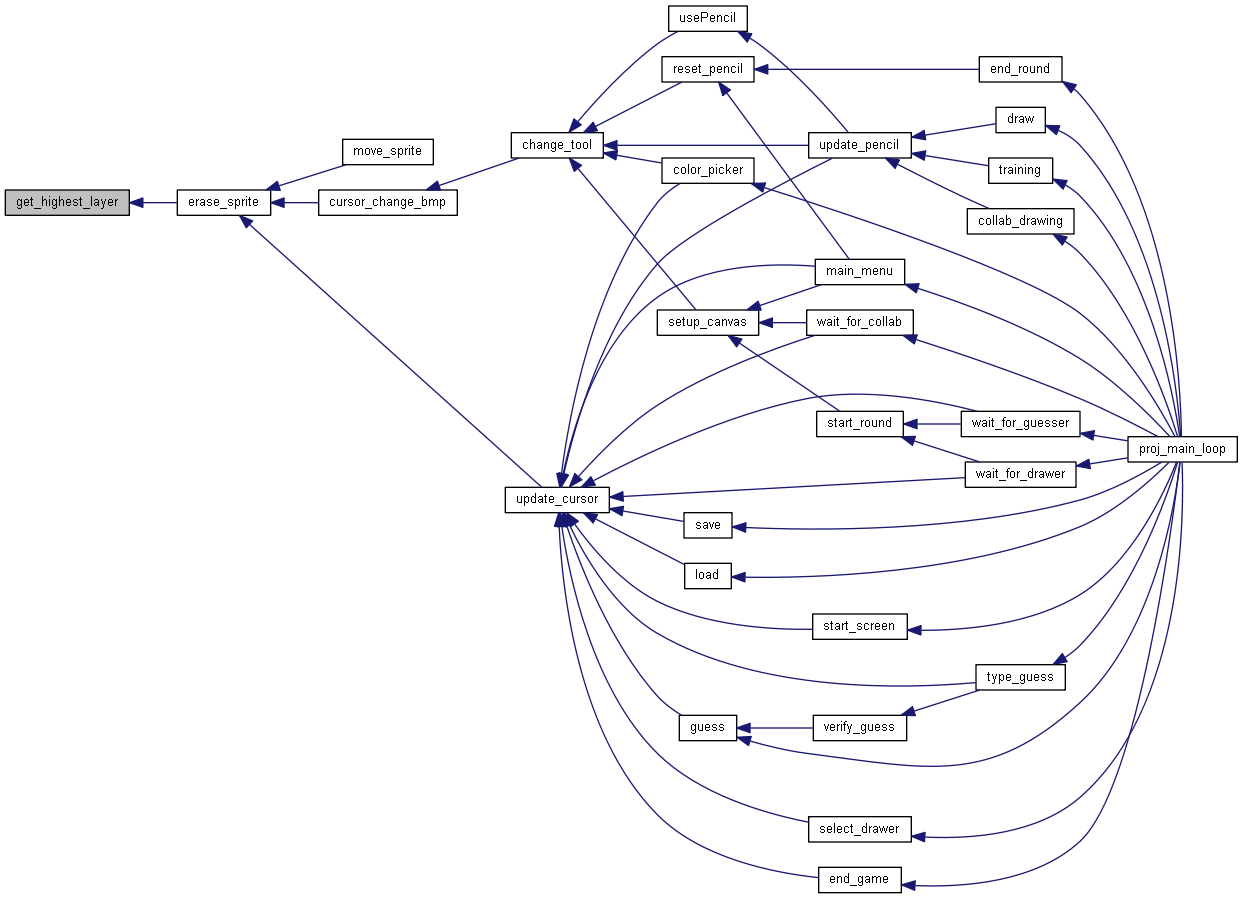 usePencil
reset_pencil
end_round
draw
change_tool
update_pencil
move_sprite
color_picker
training
get_highest_layer
erase_sprite
cursor_change_bmp
collab_drawing
main_menu
setup_canvas
wait_for_collab
start_round
wait_for_guesser
proj_main_loop
wait_for_drawer
update_cursor
save
load
start_screen
type_guess
guess
verify_guess
select_drawer
end_game